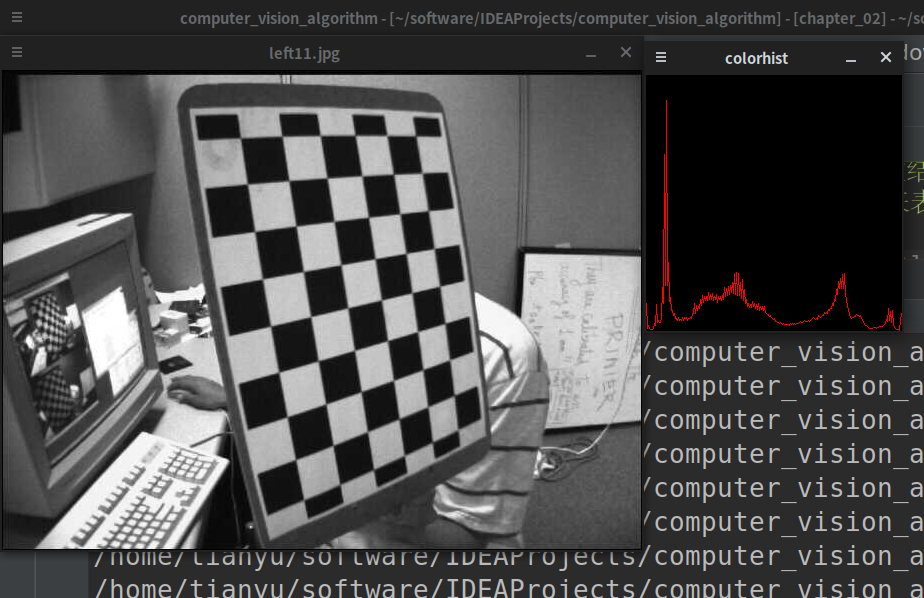 computer_vision_algorithm - [~/software/IDEAProjects/computer_vision_algorithm] - [chapter_02] - ~/so
left11.jpg
colorhist
PRINTER
/computer_vision_a
/computer_vision_a
/computer_vision_a
/computer_vision_a
/computer_vision_a
/computer_vision_a
/home/tianyu/software/IDEAProjects/computer_vision_a
/home/tianyu/software/IDEAProjects/computer_vision_a